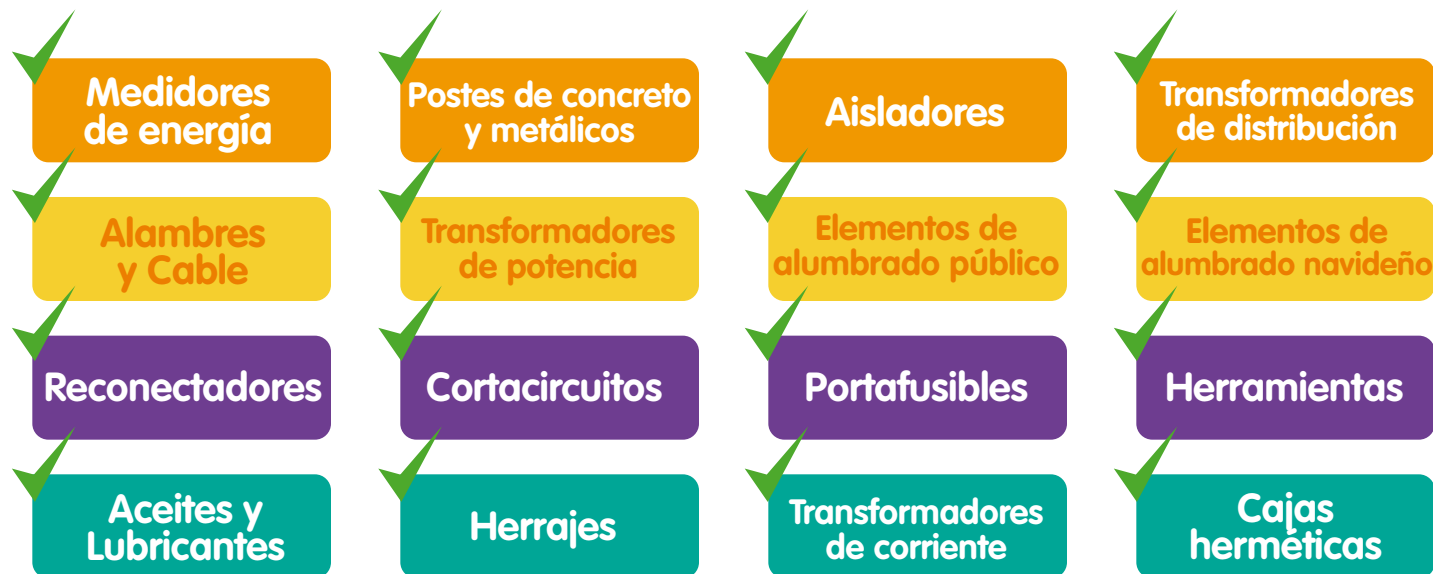 Medidores
de energía
Postes de concreto
y metálicos
Aisladores
Transformadores
de distribución
Alambres
y Cable
Transformadores
de potencia
Elementos de
alumbrado público
Elementos de
alumbrado navideño
Reconectadores
Cortacircuitos
Portafusibles
Herramientas
Aceites y
Lubricantes
Herrajes
Transformadores
de corriente
Cajas
herméticas